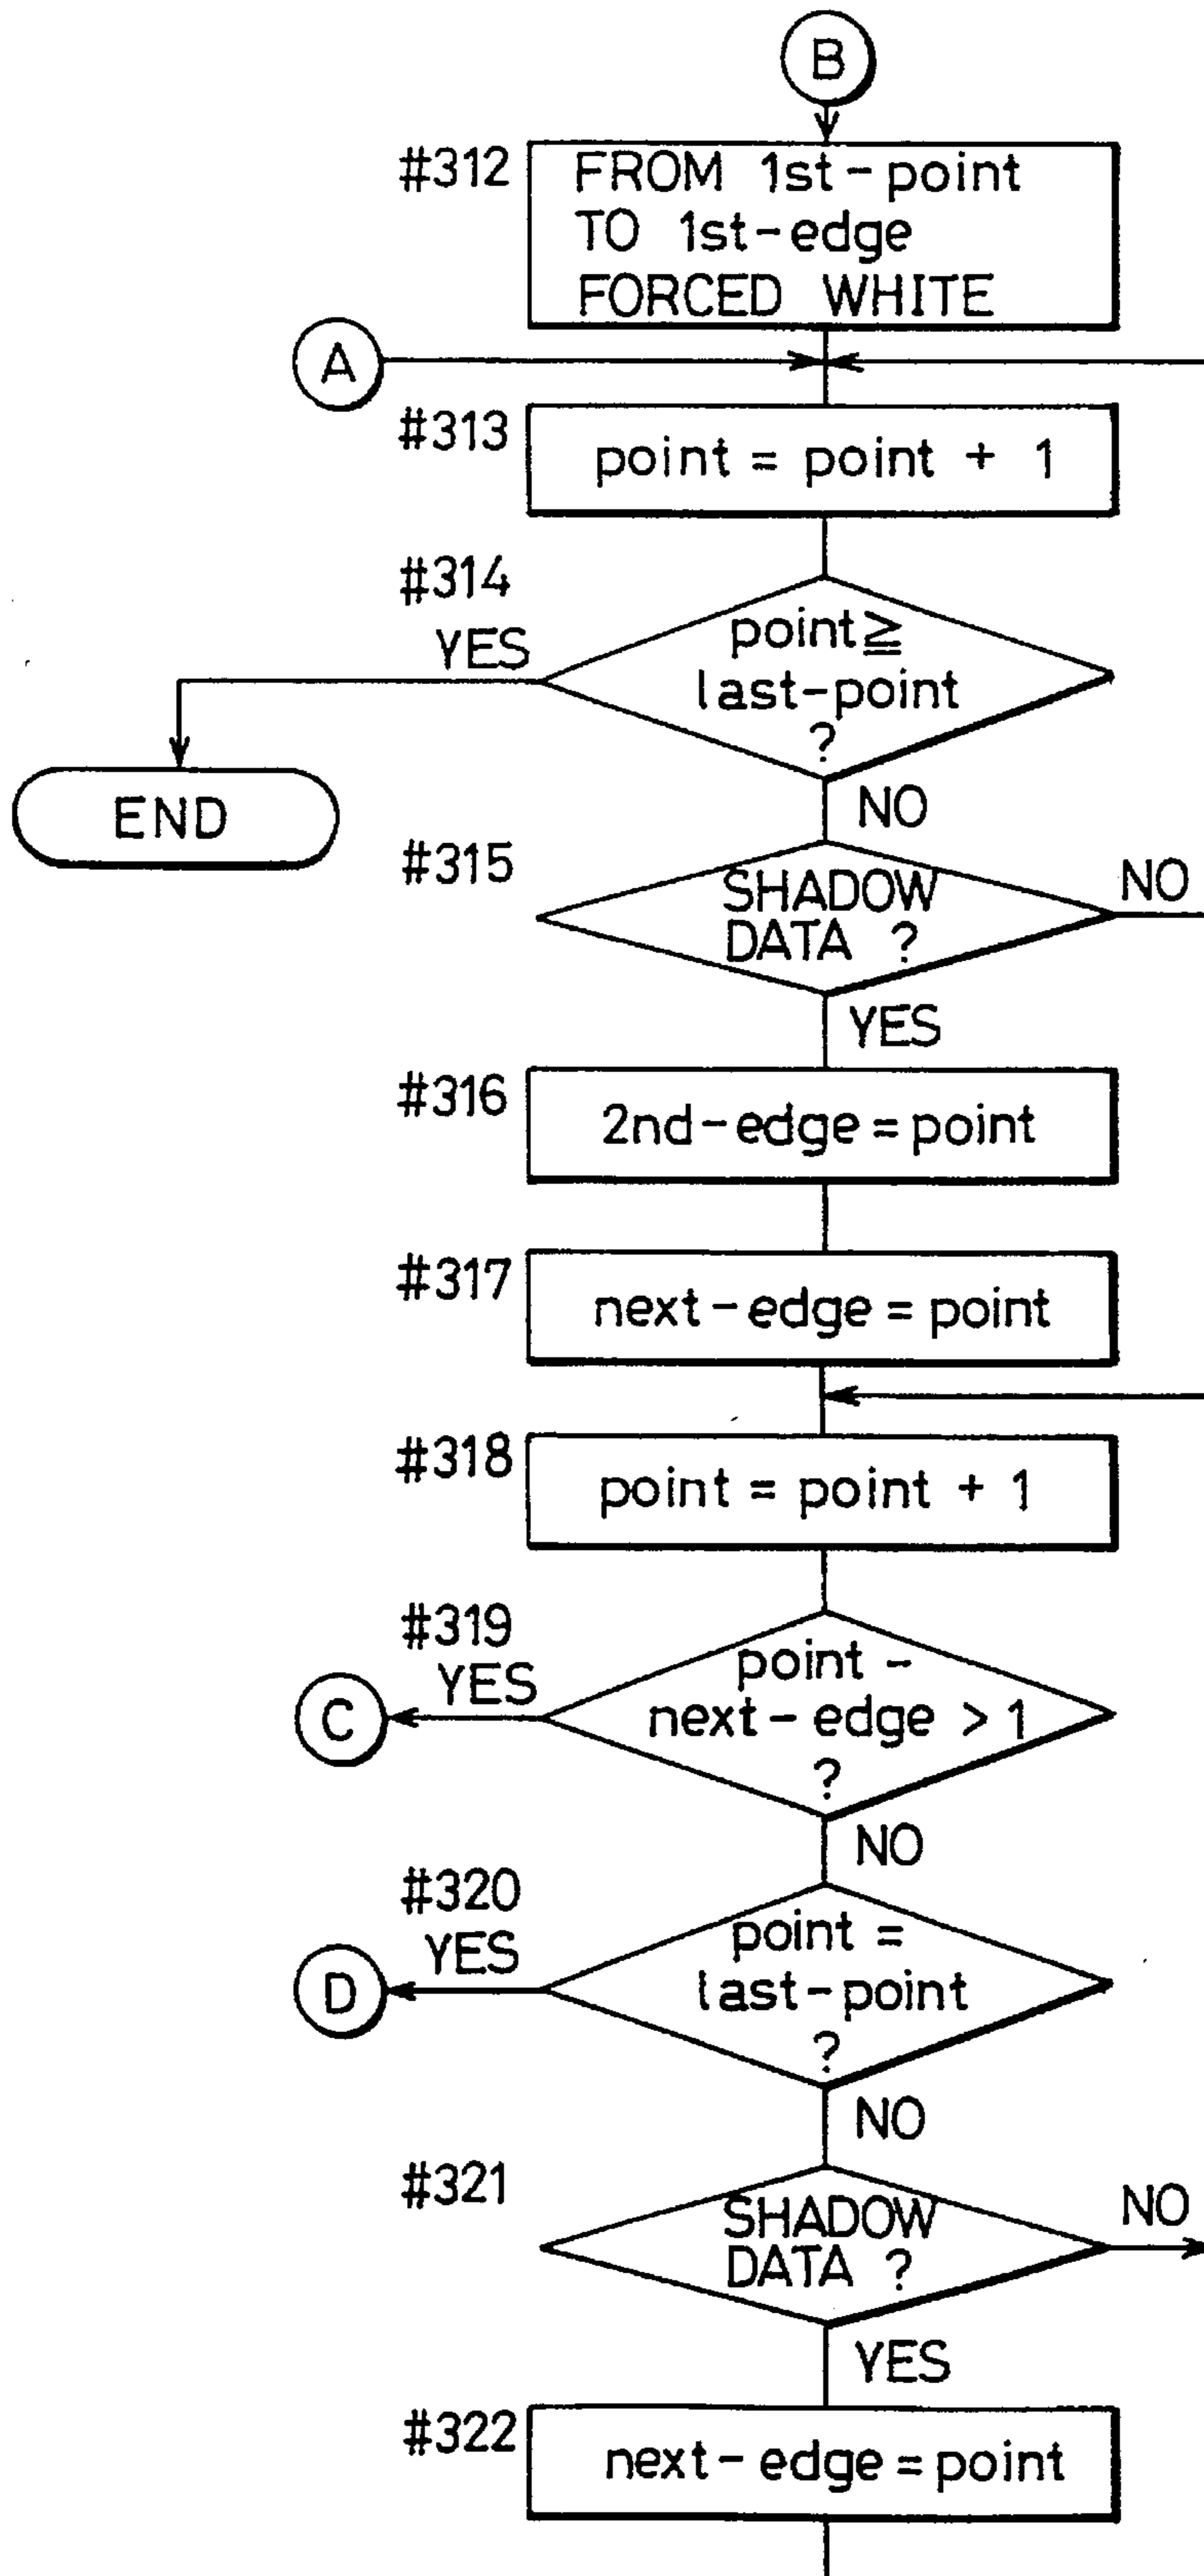 B
#312
FROM 1st-point
TO 1st-edge
FORCED WHITE
A
#313
point = point + 1
#314
YES
point≧
last-point
?
END
NO
#315
SHADOW
DATA ?
NO
YES
#316
2nd-edge = point
#317
next-edge = point
#318
point = point + 1
#319
YES
C
point -
next-edge > 1
?
NO
#320
YES
D
point =
last-point
?
NO
#321
SHADOW
DATA ?
NO
YES
#322
next-edge = point